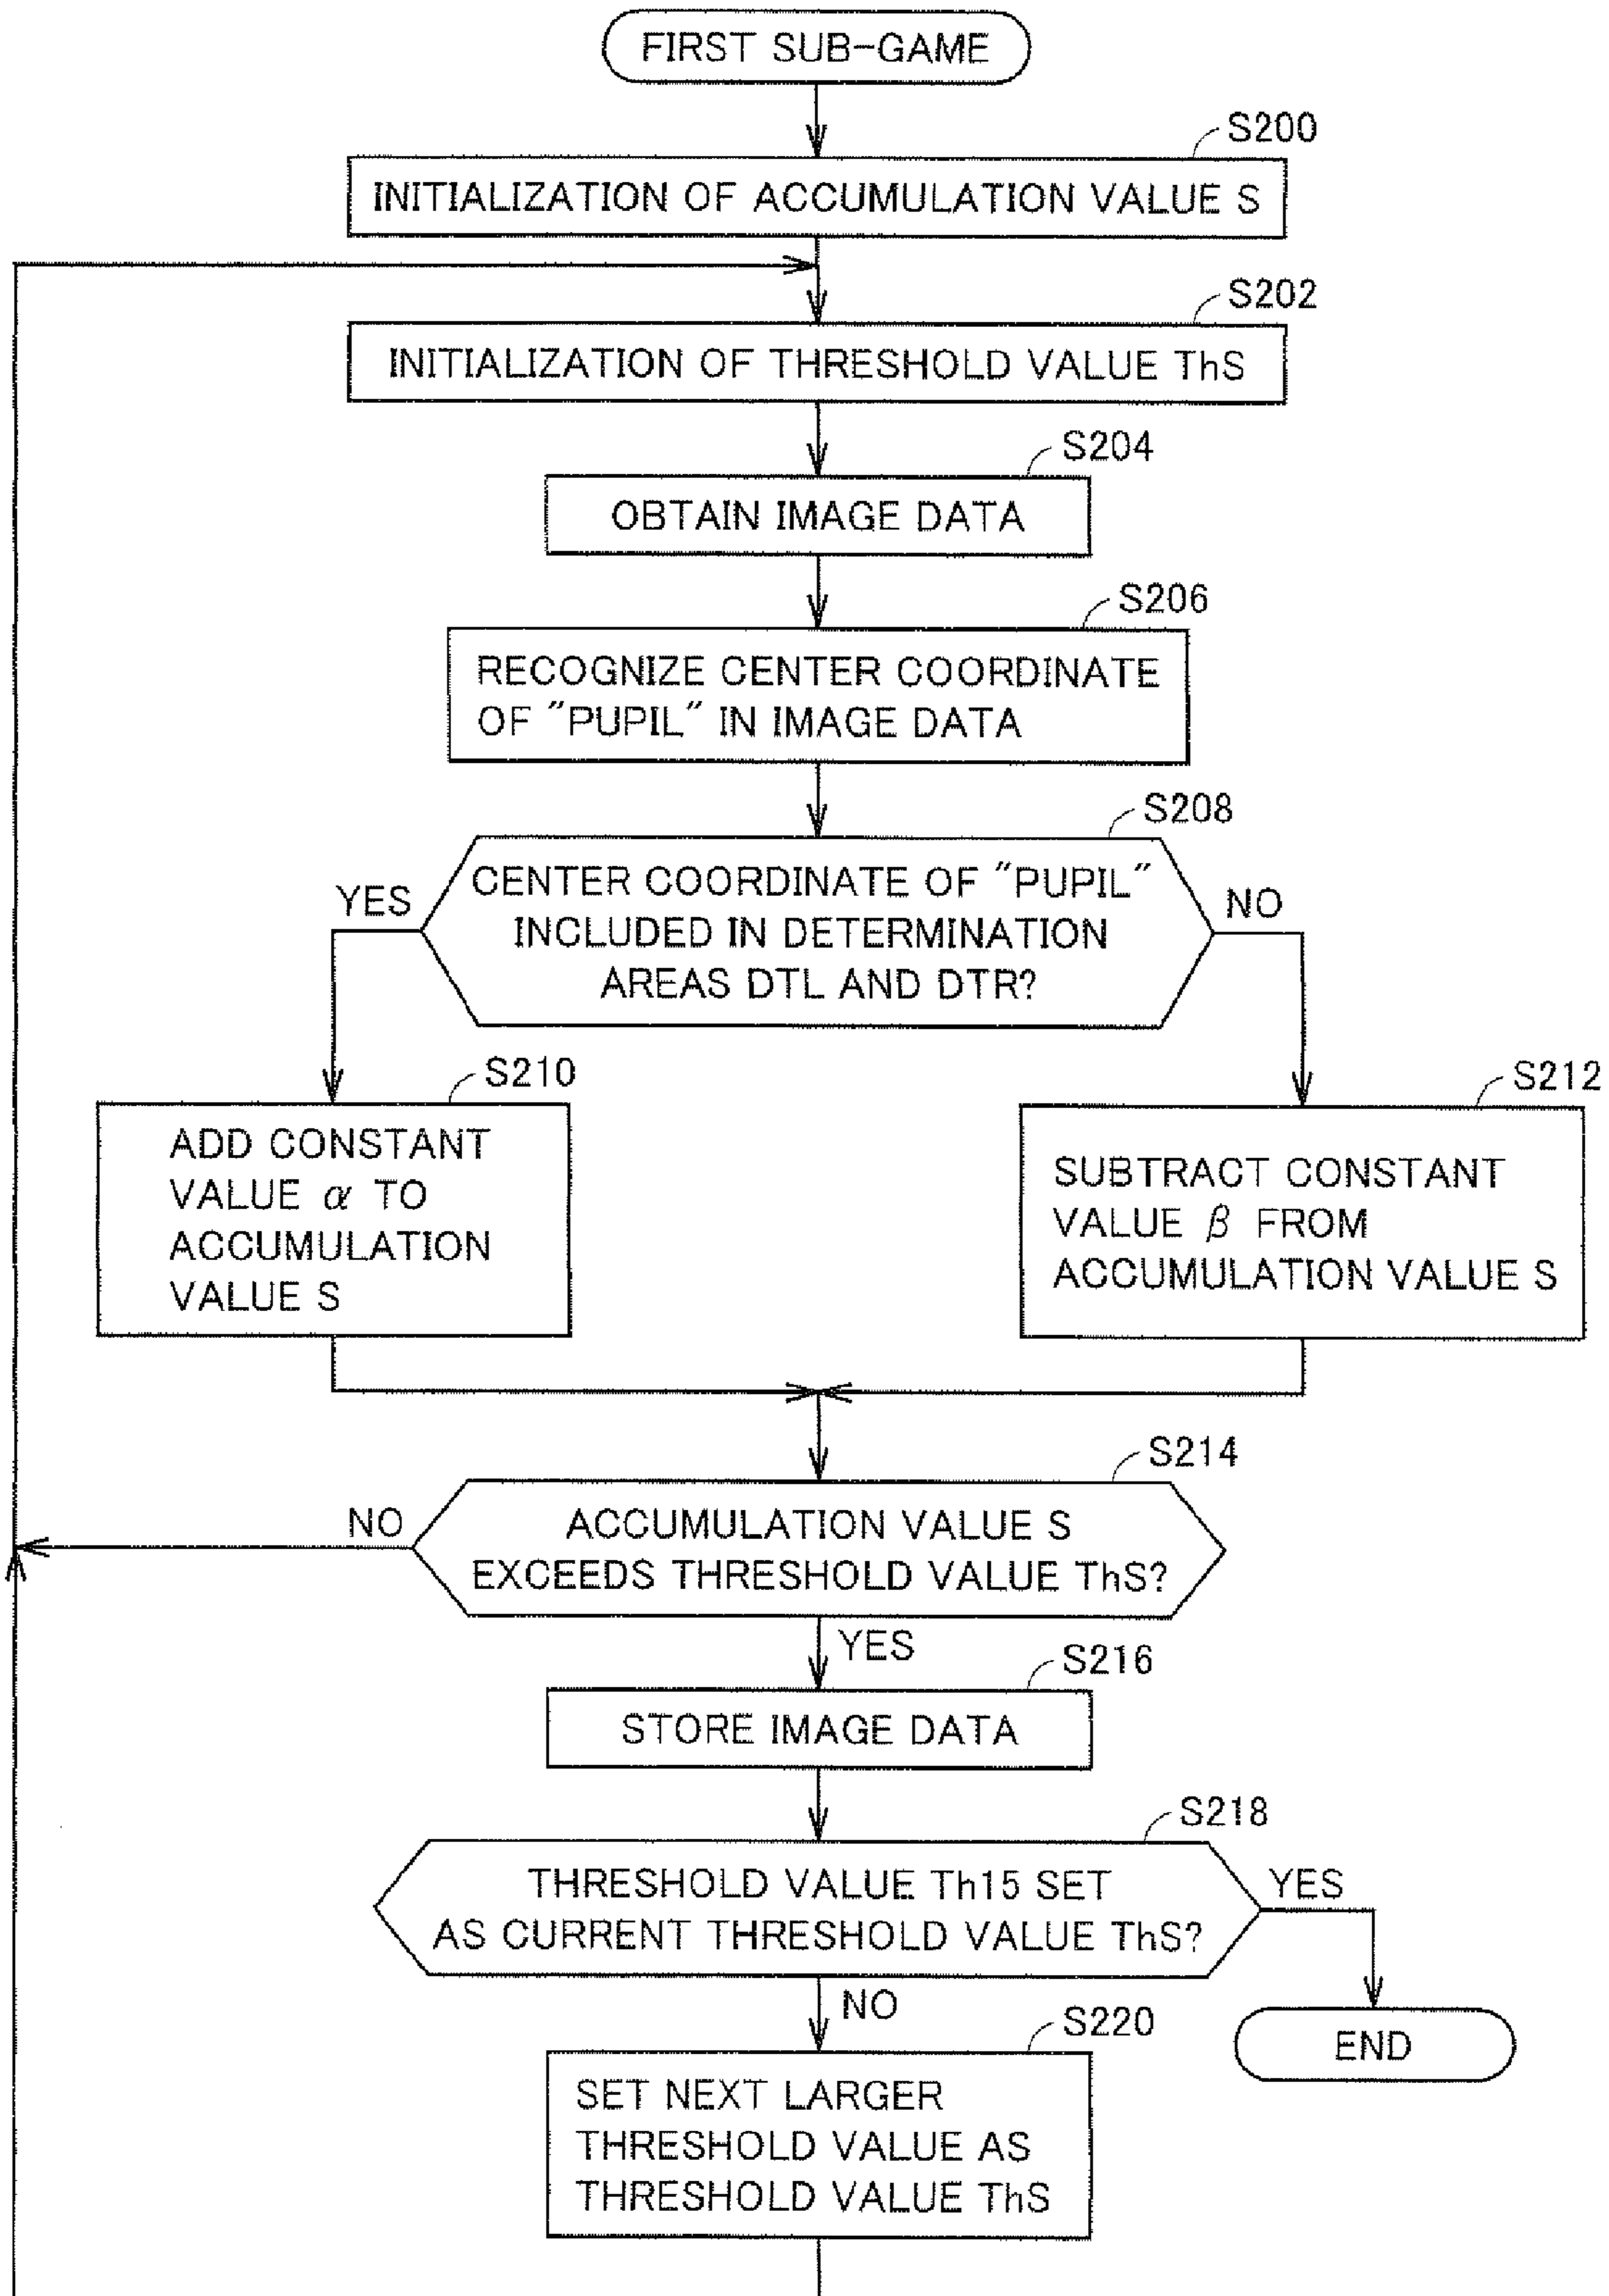 FIRST SUB-GAME
S200
INITIALIZATION OF ACCUMULATION VALUE S
S202
INITIALIZATION OF THRESHOLD VALUE ThS
S204
OBTAIN IMAGE DATA
S206
RECOGNIZE CENTER COORDINATE
OF "PUPIL" IN IMAGE DATA
S208
CENTER COORDINATE OF "PUPIL"
INCLUDED IN DETERMINATION
AREAS DTL AND DTR?
YES
NO
S210
ADD CONSTANT
VALUE α TO
ACCUMULATION
VALUE S
S212
SUBTRACT CONSTANT
VALUE β FROM
ACCUMULATION VALUE S
S214
ACCUMULATION VALUE S
EXCEEDS THRESHOLD VALUE ThS?
NO
YES
S216
STORE IMAGE DATA
S218
THRESHOLD VALUE Th15 SET
AS CURRENT THRESHOLD VALUE ThS?
YES
NO
END
S220
SET NEXT LARGER
THRESHOLD VALUE AS
THRESHOLD VALUE ThS